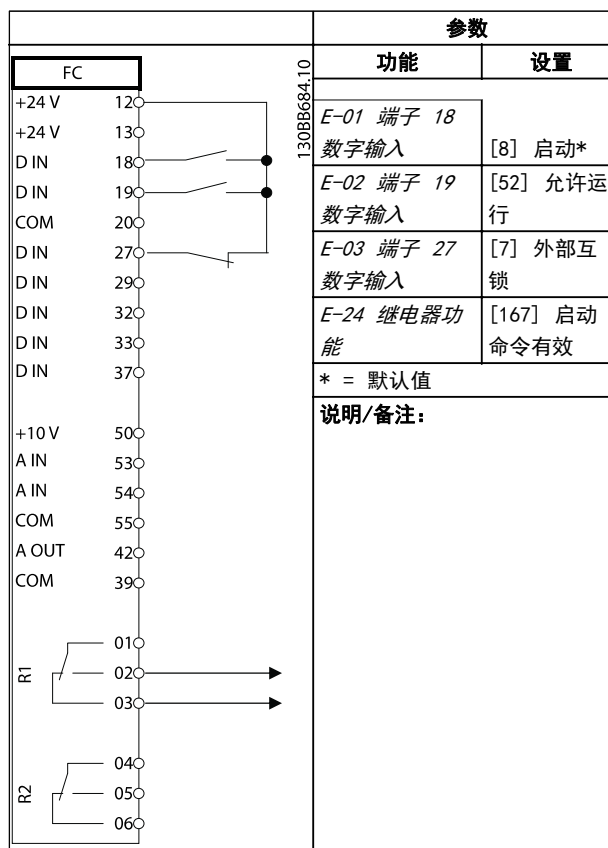 FC
+24 V 12
+24 V 13
D IN 18
D IN 19
COM 20
D IN 27
D IN 29
D IN 32
D IN 33
D IN 37
+10 V 50
A IN 53
A IN 54
COM 55
A OUT 42
COM 39
R1
01
02
03
R2
04
05
06
130BB684.10
参数
功能 设置
E-01 端子 18
数字输入 [8] 启动*
E-02 端子 19 [52] 允许运
数字输入 行
E-03 端子 27 [7] 外部互
数字输入 锁
E-24 继电器功 [167] 启动
能 命令有效
* = 默认值
说明/备注: